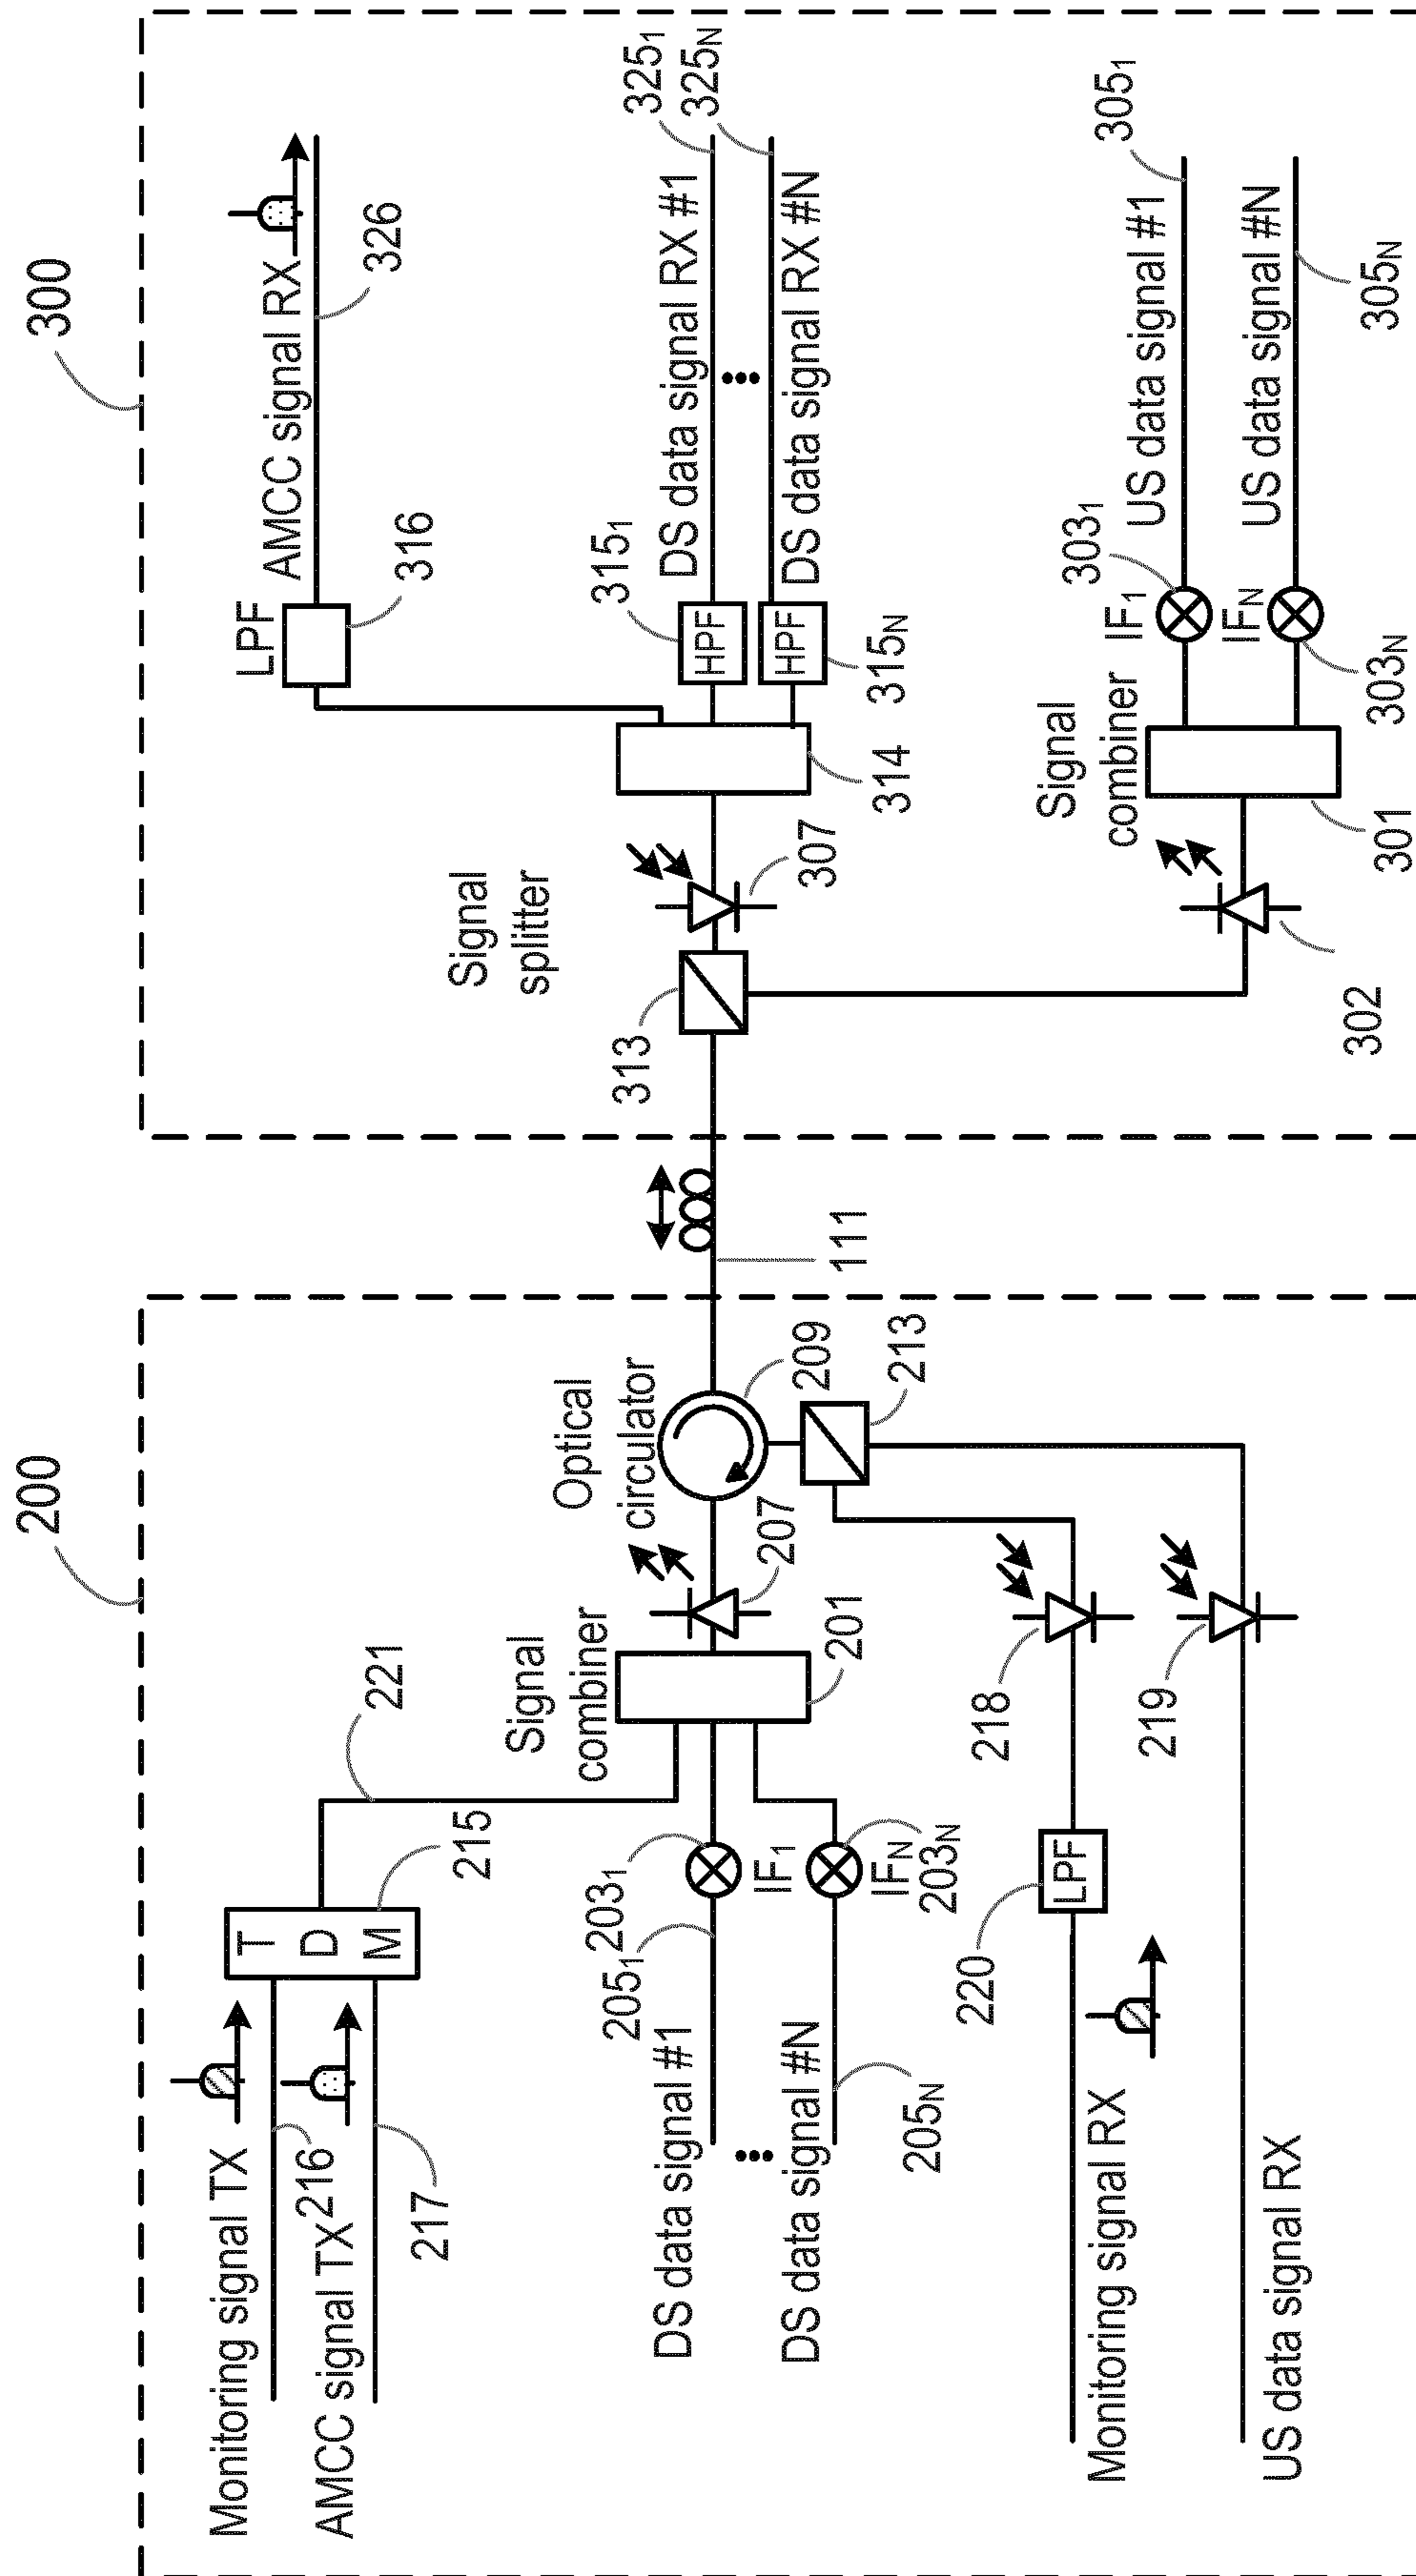 200
Monitoring signal TX
216
AMCC signal TX
217
T
D
M
215
221
Signal
combiner
201
DS data signal #1
205₁
203₁
IF₁
DS data signal #N
205N
IFN
203N
207
Optical
circulator
209
213
218
LPF
220
Monitoring signal RX
219
US data signal RX
111
300
313
Signal
splitter
307
314
LPF
316
AMCC signal RX
326
315₁
HPF
DS data signal RX #1
325₁
325N
HPF
315N
DS data signal RX #N
302
Signal
combiner
301
IF₁
303₁
US data signal #1
305₁
IFN
303N
US data signal #N
305N